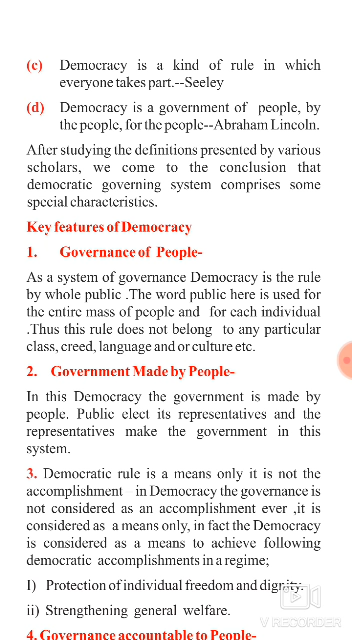 (c) Democracy is a kind of rule in which
everyone takes part.--Seeley
(d) Democracy is a government of people, by
the people, for the people--Abraham Lincoln.
After studying the definitions presented by various
scholars, we come to the conclusion that
democratic governing system comprises some
special characteristics.
Key features of Democracy
1. Governance of People-
As a system of governance Democracy is the rule
by whole public .The word public here is used for
the entire mass of people and for each individual
.Thus this rule does not belong to any particular
class, creed, language and or culture etc.
2. Government Made by People-
In this Democracy the government is made by
people. Public elect its representatives and the
representatives make the government in this
system.
3. Democratic rule is a means only it is not the
accomplishment in Democracy the governance is
not considered as an accomplishment ever ,it is
considered as a means only, in fact the Democracy
is considered as a means to achieve following
democratic accomplishments in a regime;
I) Protection of individual freedom and dignity.
ii) Strengthening general welfare.
V RECORDER
4. Governance accountable to People-